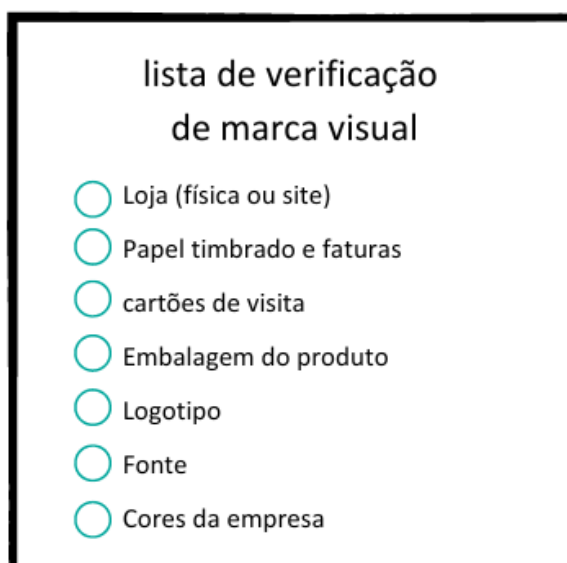 lista de verificação
de marca visual
Loja (física ou site)
Papel timbrado e faturas
cartões de visita
Embalagem do produto
Logotipo
Fonte
Cores da empresa